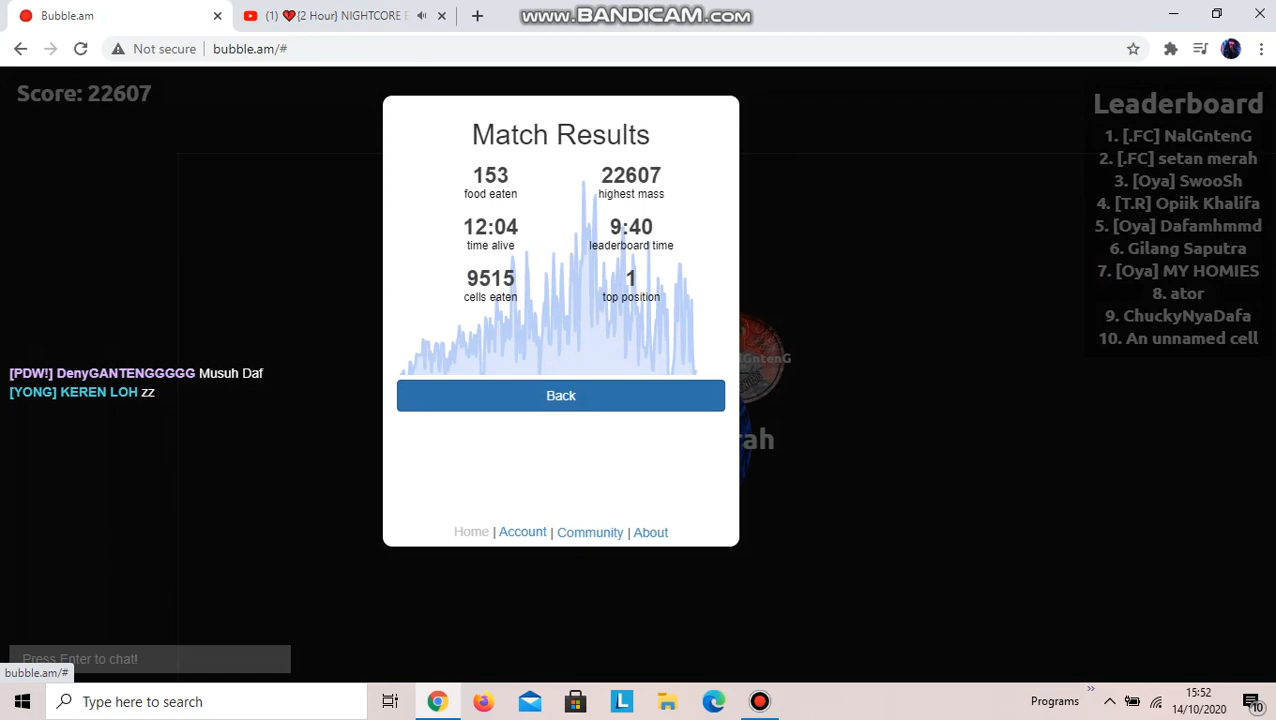 Bubble.am
(1) 💔{2 Hour} NIGHTCORE
www.BANDICAM.com
Not secure
bubble.am/#
Score: 22607
Leaderboard
1. [.FC] NalGntenG
2. [.FC] setan merah
3. [Oya] SwooSh
4. [T.R] Opiik Khalifa
5. [Oya] Dafamhmmd
6. Gilang Saputra
7. [Oya] MY HOMIES
8. ator
9. ChuckyNyaDafa
10. An unnamed cell
Match Results
153 22607
food eaten highest mass
12:04 9:40
time alive leaderboard time
9515 1
cells eaten top position
lGntenG
rah
[PDW!] DenyGANTENGGGGG Musuh Daf
[YONG] KEREN LOH zz
Back
Home | Account | Community | About
Press Enter to chat!
bubble.am/#
Type here to search
Programs
»
15:52
14/10/2020
10